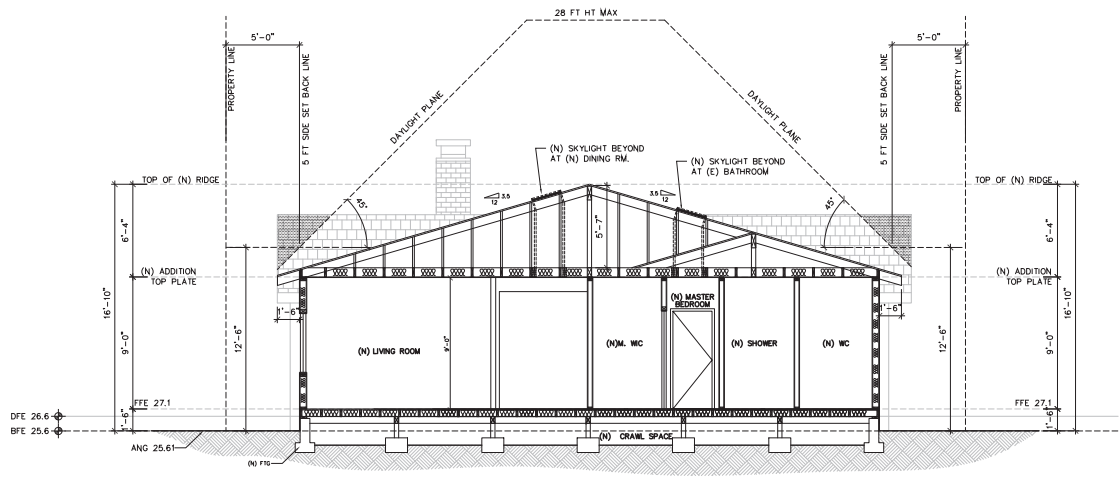 28 FT HT MAX
5'-0"
5'-0"
PROPERTY LINE
5 FT SIDE SET BACK LINE
DAYLIGHT PLANE
DAYLIGHT PLANE
5 FT SIDE SET BACK LINE
PROPERTY LINE
(N) SKYLIGHT BEYOND
AT (N) DINING RM.
(N) SKYLIGHT BEYOND
AT (E) BATHROOM
TOP OF (N) RIDGE
TOP OF (N) RIDGE
3.5
12
3.5
12
45°
45°
6'-4"
5'-7"
6'-4"
(N) ADDITION
TOP PLATE
(N) ADDITION
TOP PLATE
1'-6"
1'-6"
16'-10"
16'-10"
12'-6"
12'-6"
9'-0"
9'-0"
9'-0"
(N) LIVING ROOM
(N)M. WIC
(N) MASTER
BEDROOM
(N) SHOWER
(N) WC
FFE 27.1
FFE 27.1
1'-6"
1'-6"
DFE 26.6
BFE 25.6
ANG 25.61
(N) FTG
(N) CRAWL SPACE